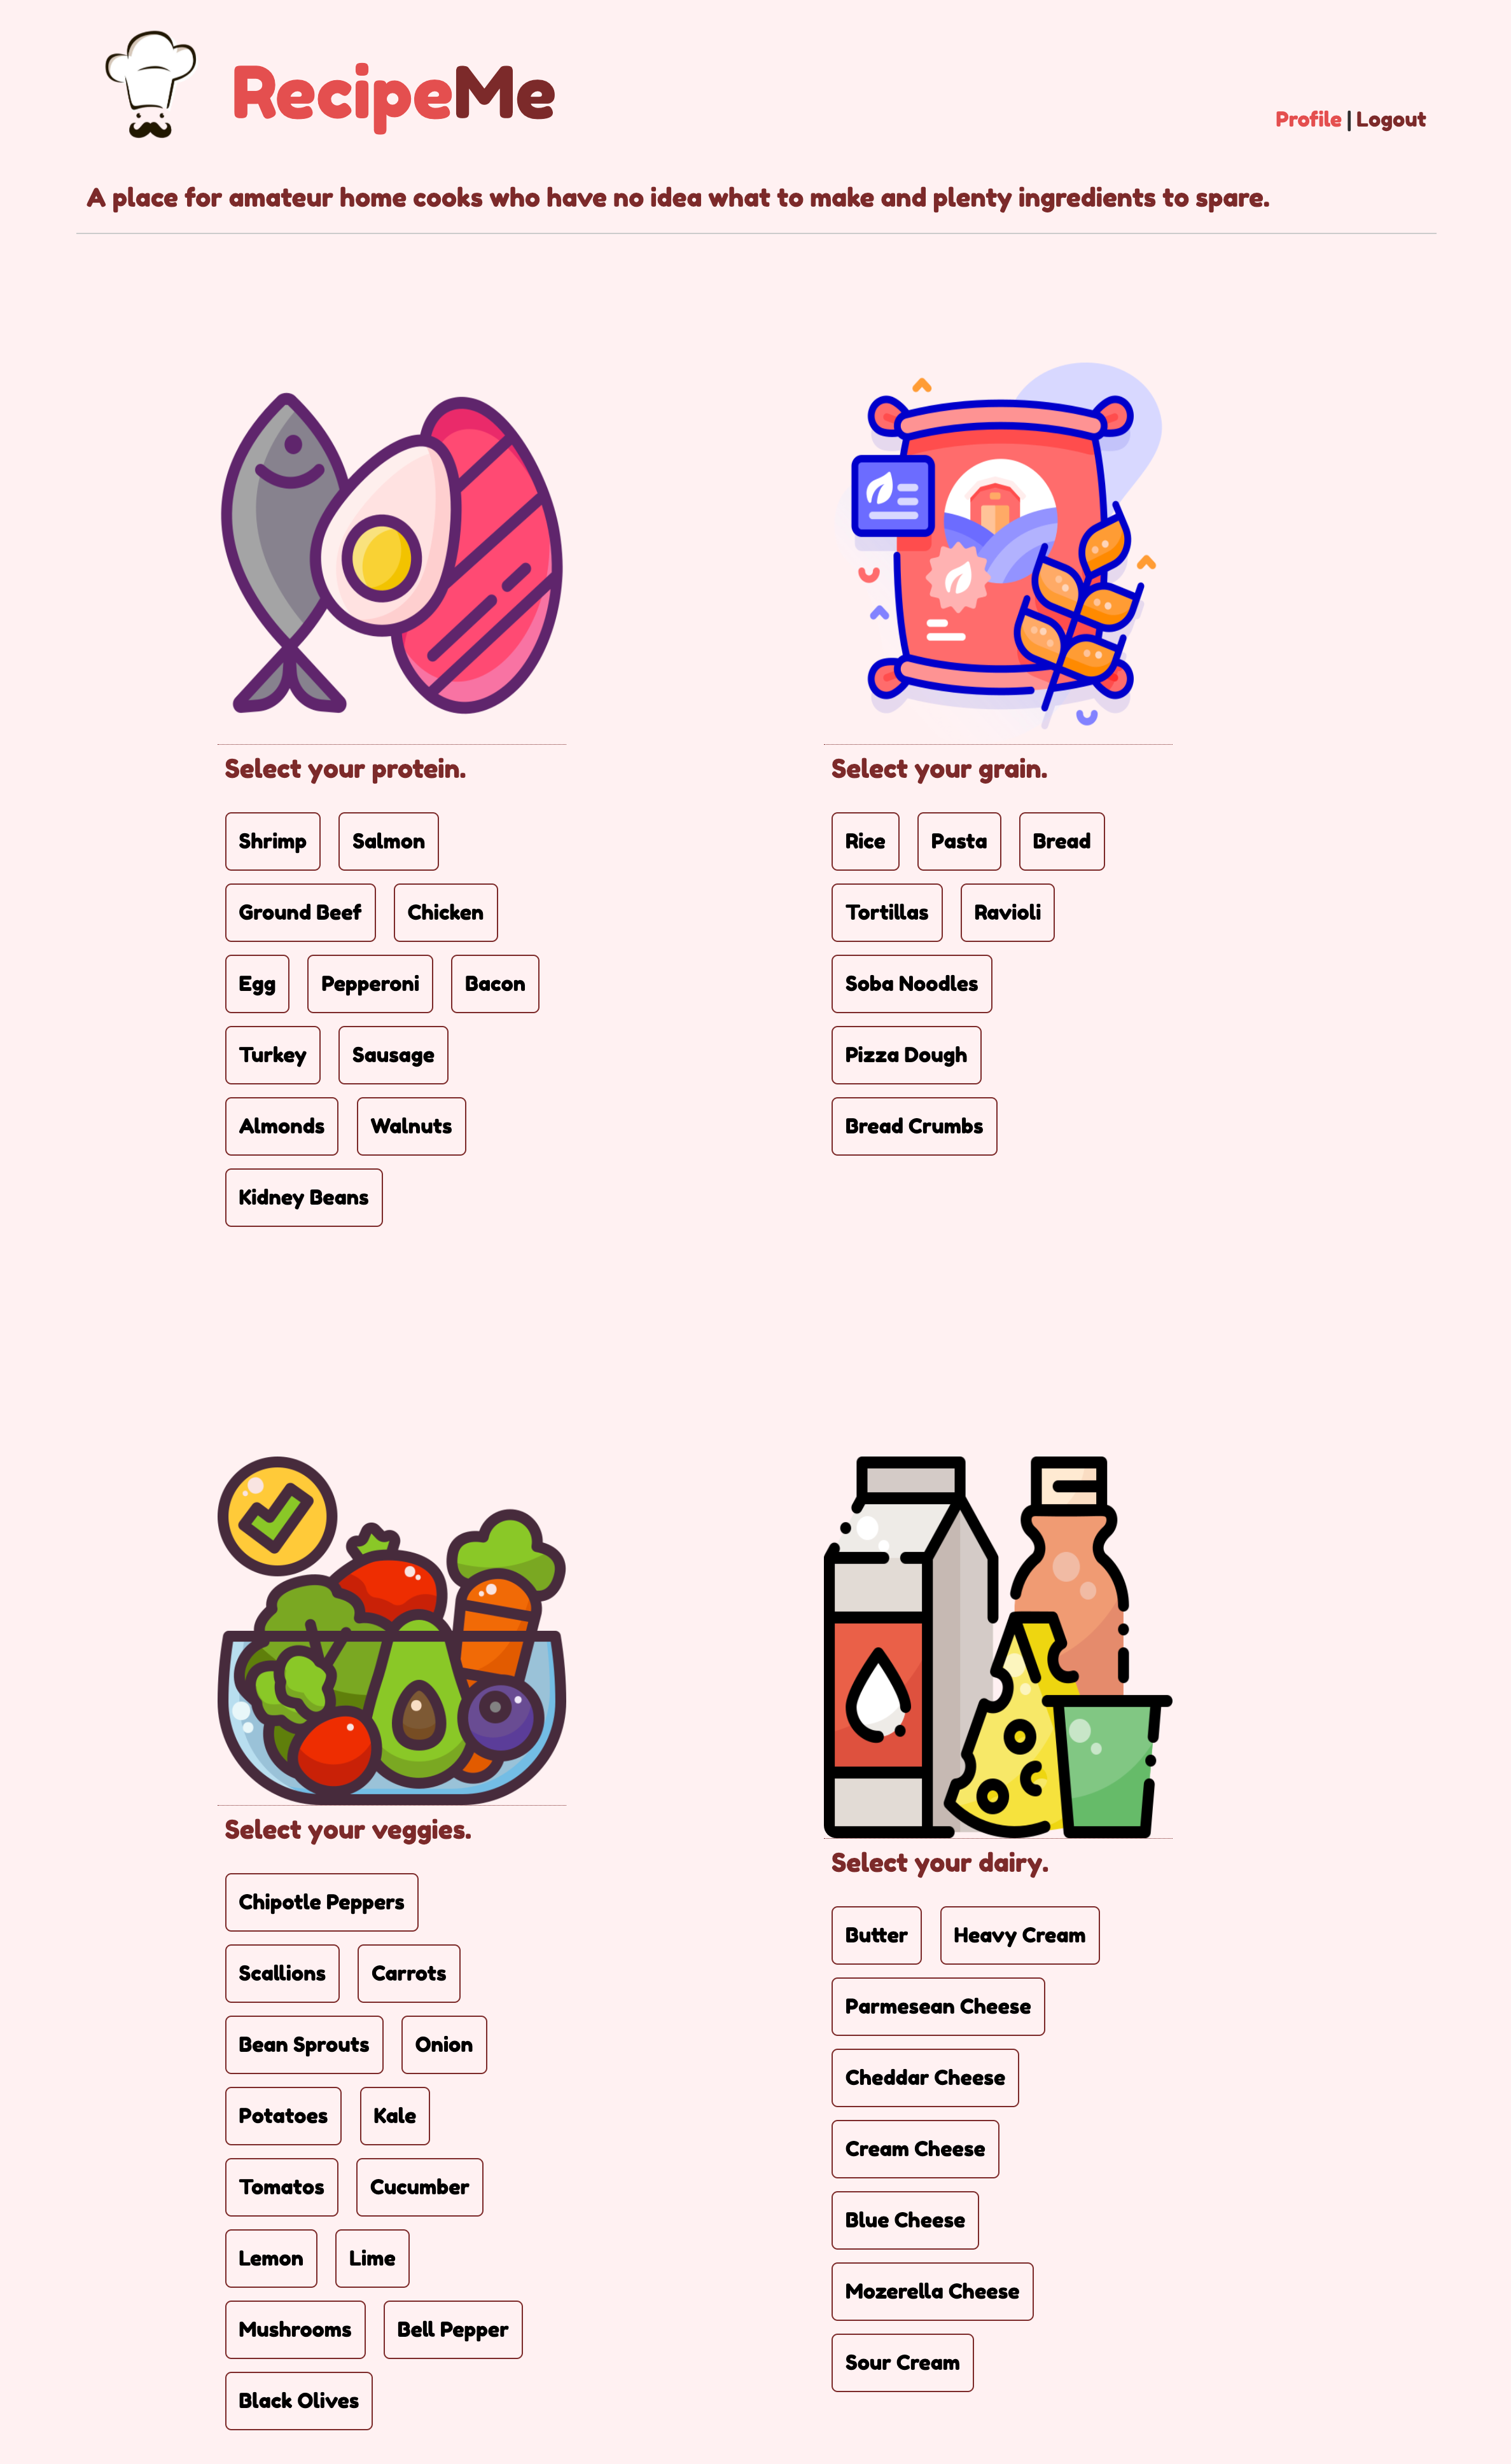 RecipeMe
Profile | Logout
A place for amateur home cooks who have no idea what to make and plenty ingredients to spare.
Select your protein.
Shrimp Salmon
Ground Beef Chicken
Egg Pepperoni Bacon
Turkey Sausage
Almonds Walnuts
Kidney Beans
Select your grain.
Rice Pasta Bread
Tortillas Ravioli
Soba Noodles
Pizza Dough
Bread Crumbs
Select your veggies.
Chipotle Peppers
Scallions Carrots
Bean Sprouts Onion
Potatoes Kale
Tomatos Cucumber
Lemon Lime
Mushrooms Bell Pepper
Black Olives
Select your dairy.
Butter Heavy Cream
Parmesean Cheese
Cheddar Cheese
Cream Cheese
Blue Cheese
Mozerella Cheese
Sour Cream